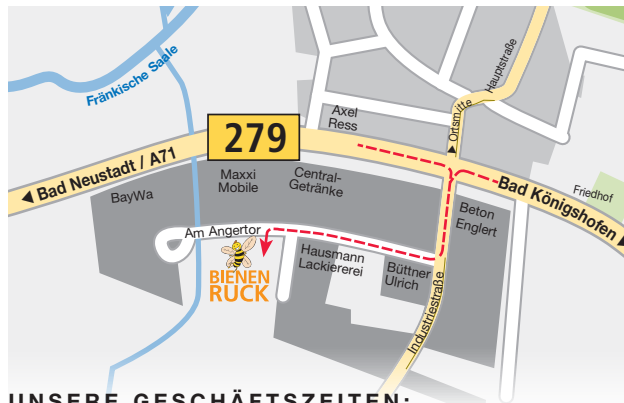 Fränkische Saale
Hauptstraße
◄ Ortsmitte
Axel
Ress
279
◄ Bad Neustadt / A71
Maxxi
Mobile
Central-
Getränke
Bad Königshofen ►
Friedhof
BayWa
Beton
Englert
Am Angertor
Hausmann
Lackiererei
Büttner
Ulrich
BIENEN
RUCK
Industriestraße
UNSERE GESCHÄFTSZEITEN: